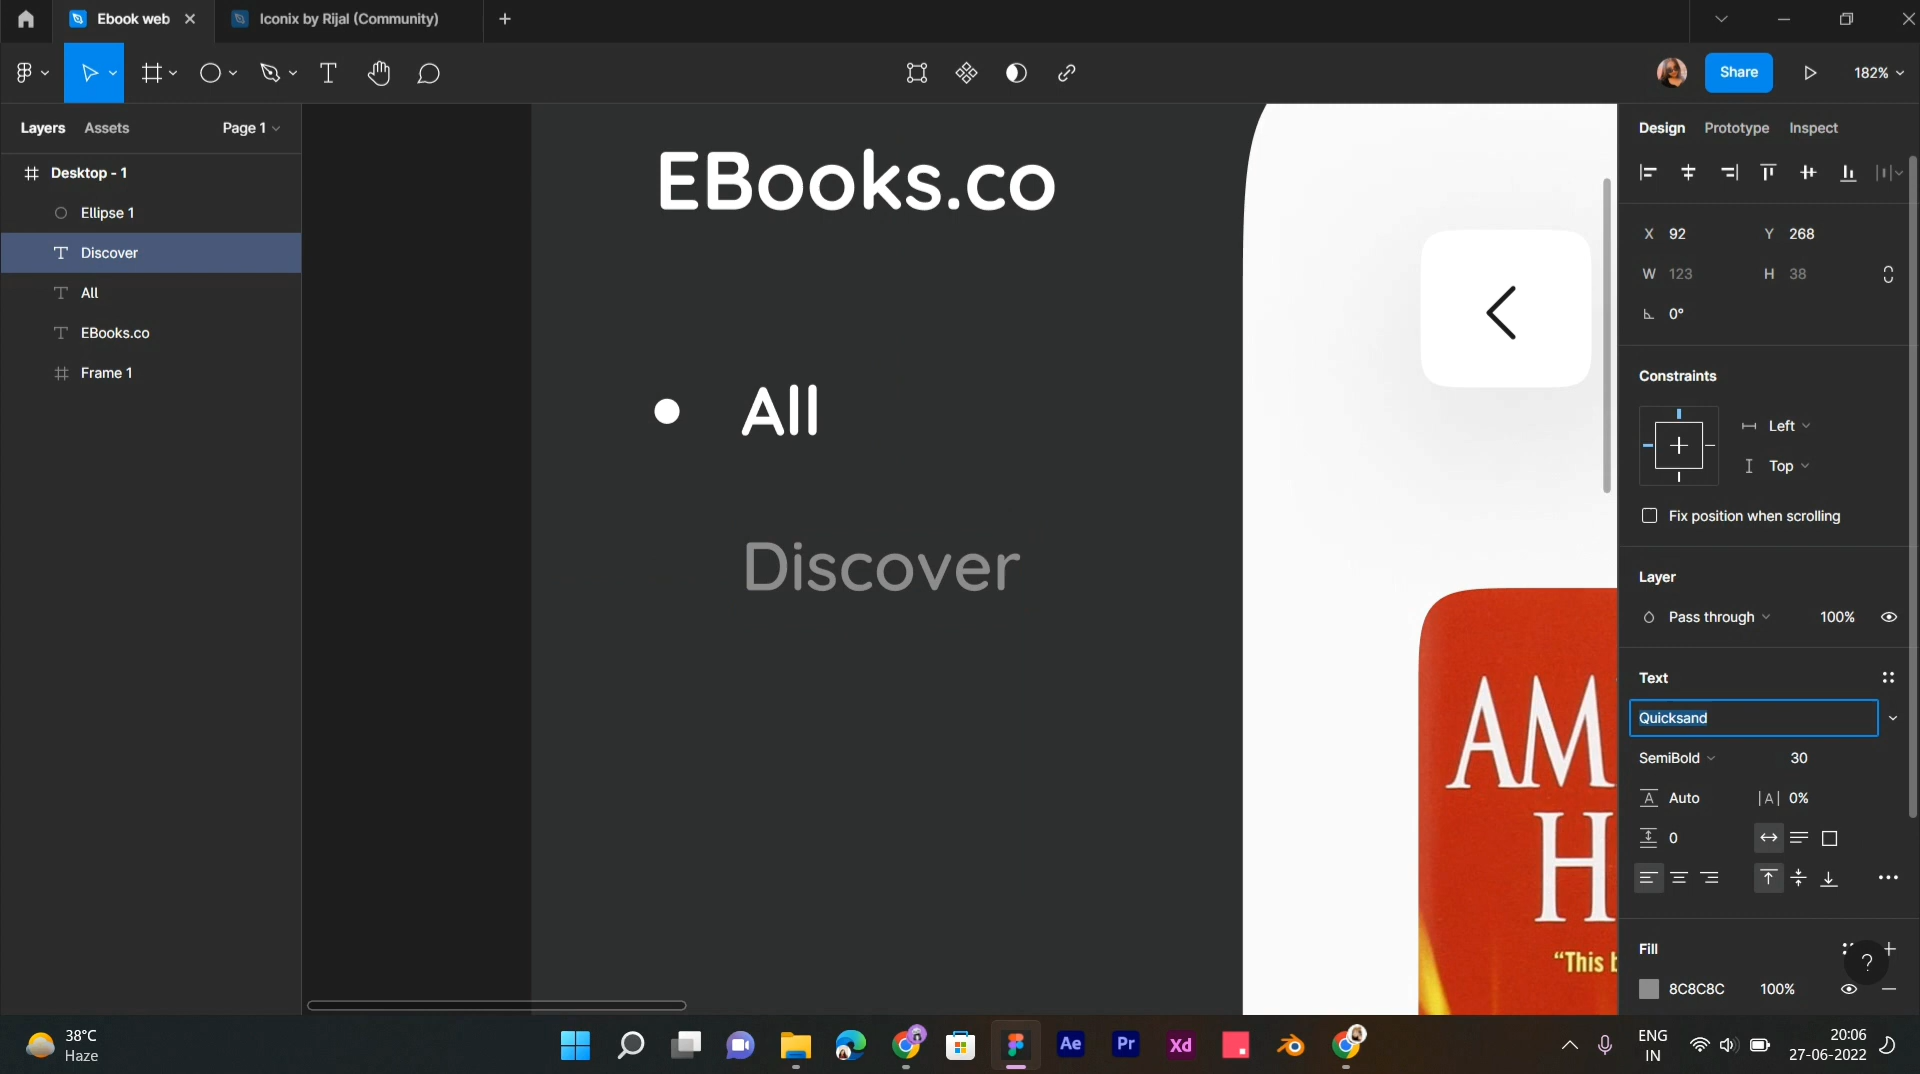 Ebook web
Iconix by Rijal (Community)
Share
182%
Layers
Assets
Page 1
Desktop - 1
Ellipse 1
Discover
All
EBooks.co
Frame 1
EBooks.co
All
Discover
AM
H
“This b
Design
Prototype
Inspect
X 92
Y 268
W 123
H 38
0°
Constraints
Left
Top
Fix position when scrolling
Layer
Pass through
100%
Text
Quicksand
SemiBold
30
A Auto
|A| 0%
0
Fill
?
8C8C8C
100%
38°C
Haze
Ae
Pr
Xd
ENG
IN
20:06
27-06-2022